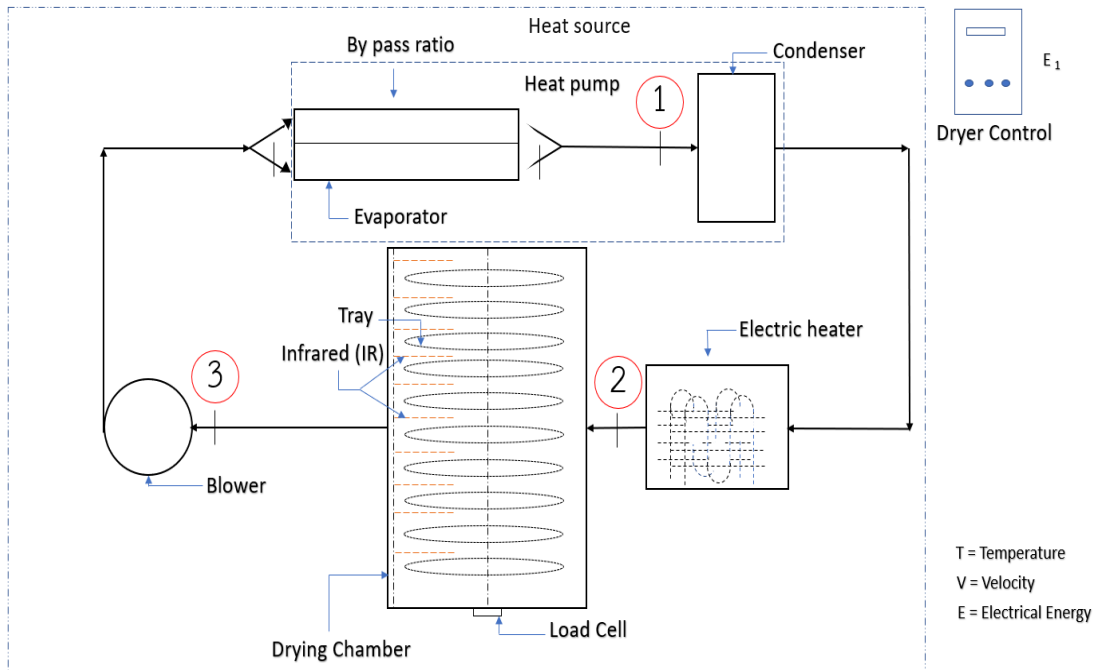 Heat source
By pass ratio
Condenser
Heat pump
1
E 1
Dryer Control
Evaporator
Tray
Infrared (IR)
Electric heater
3
2
Blower
T = Temperature
V = Velocity
E = Electrical Energy
Load Cell
Drying Chamber